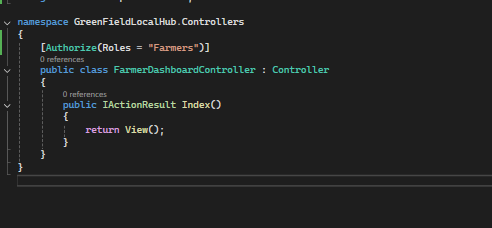 namespace GreenFieldLocalHub.Controllers
{
[Authorize(Roles = "Farmers")]
0 references
public class FarmerDashboardController : Controller
{
0 references
public IActionResult Index()
{
return View();
}
}
}